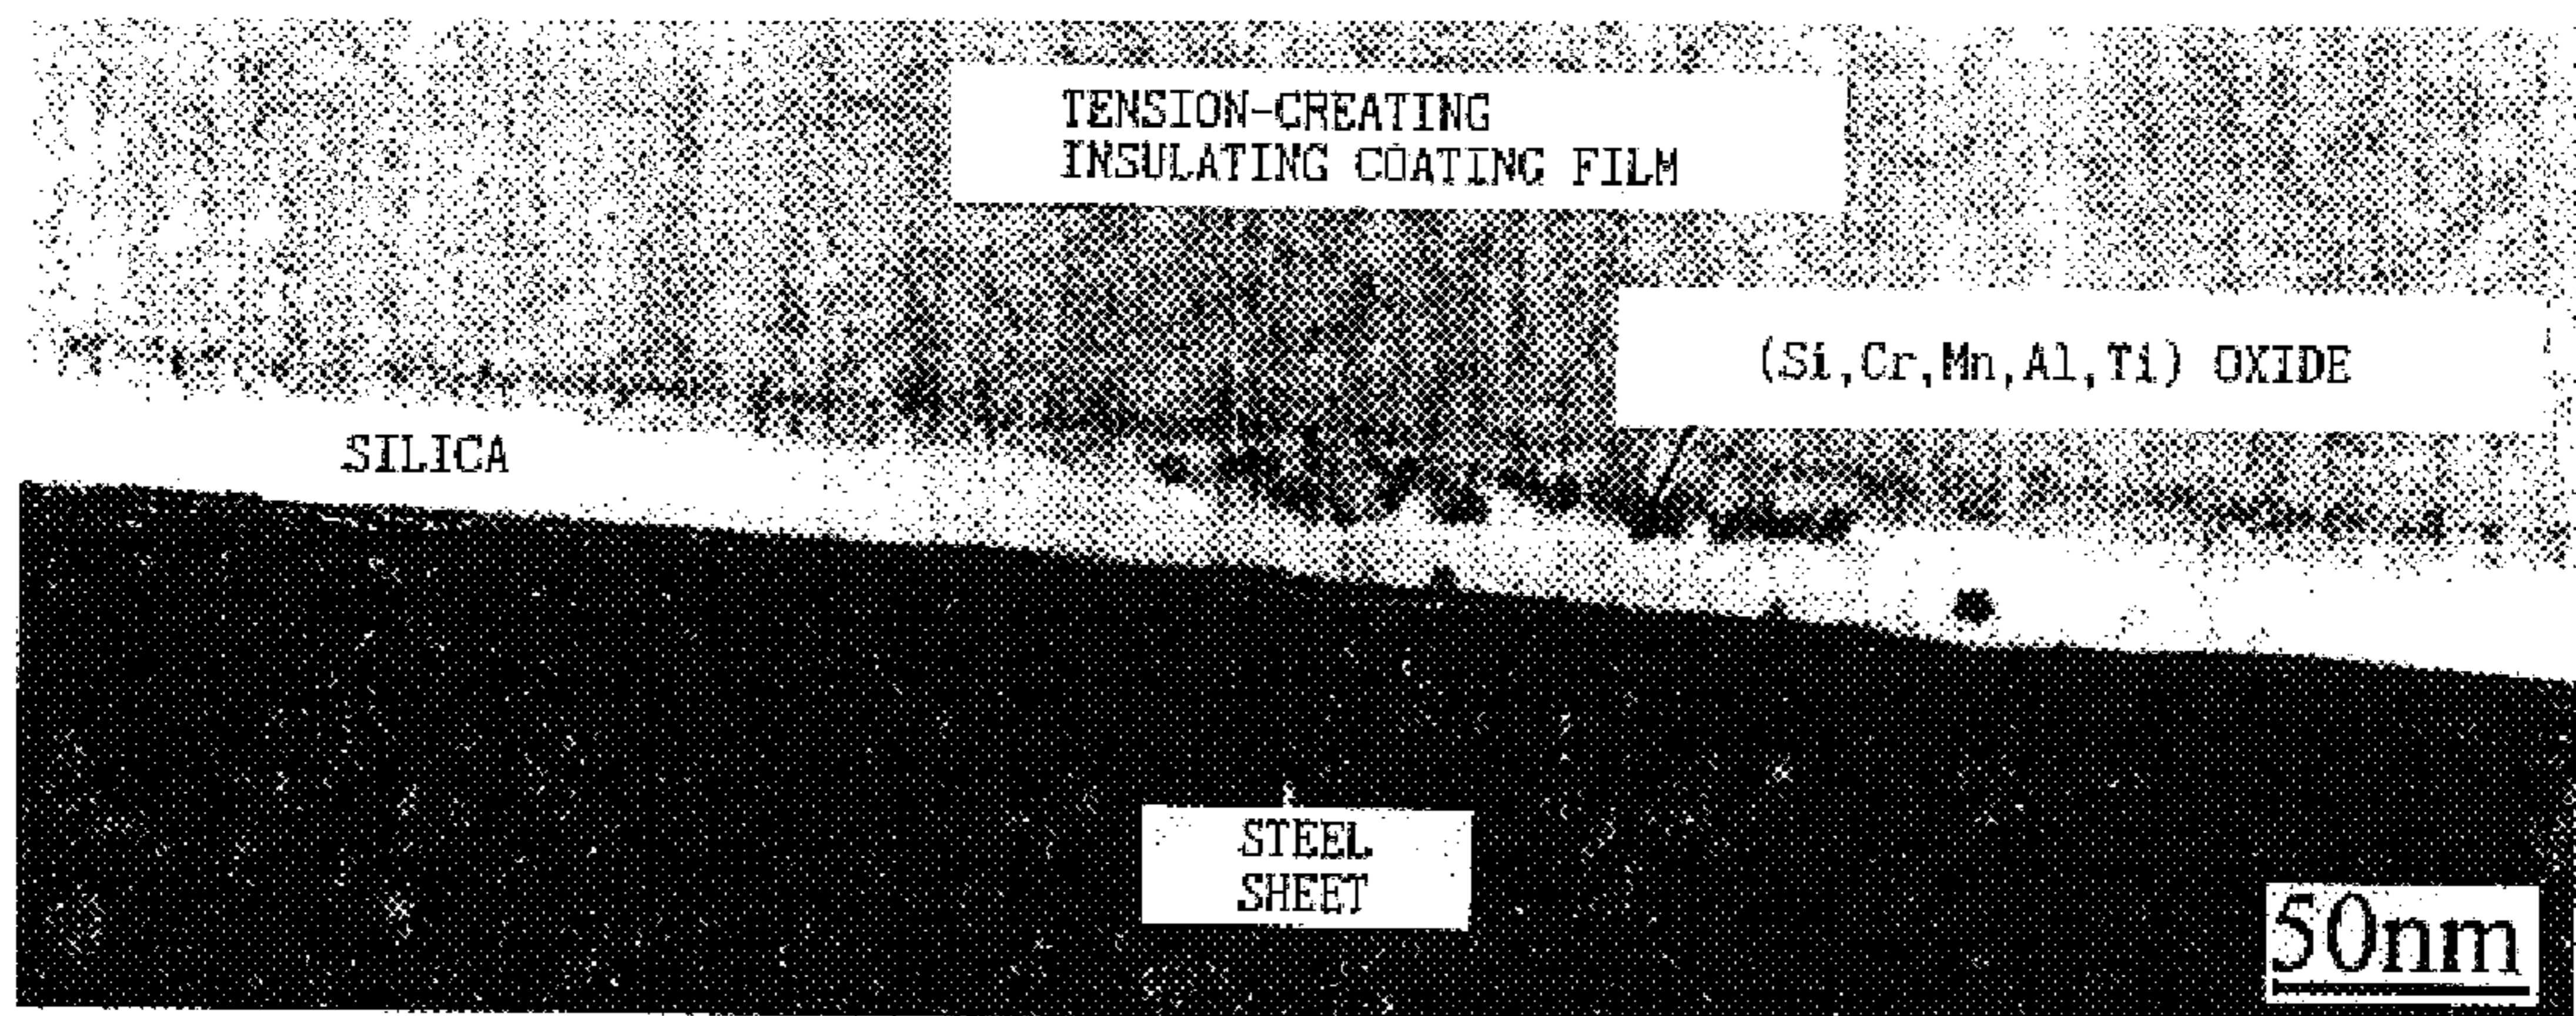 TENSION-CREATING
INSULATING COATING FILM
(Si,Cr,Mn,Al,Ti) OXIDE
SILICA
STEEL
SHEET
50nm